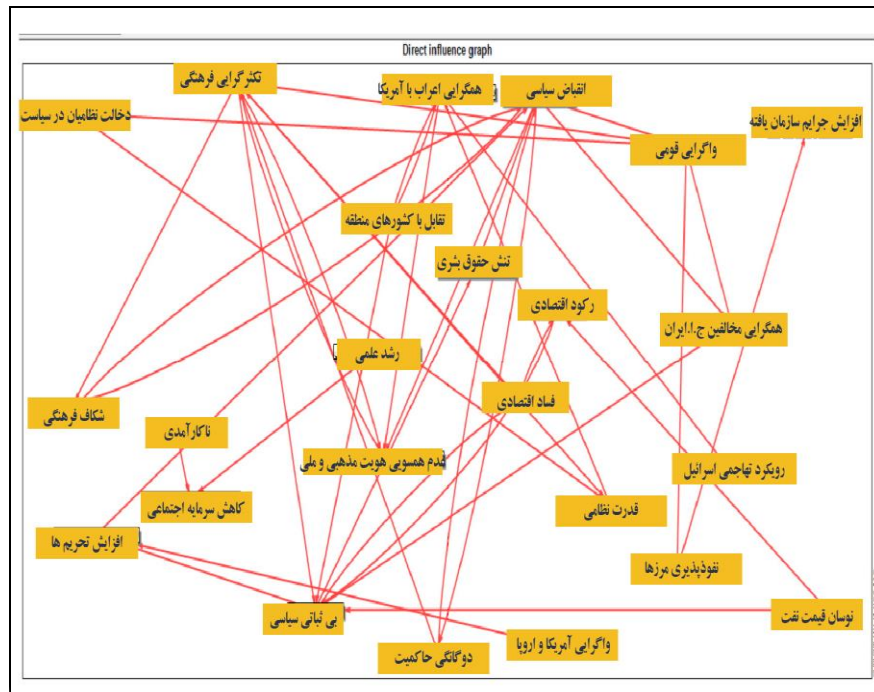 Direct influence graph
تکثرگرایی فرهنگی
همگرایی اعراب با آمریکا
انقباض سیاسی
دخالت نظامیان در سیاست
افزایش جرایم سازمان یافته
واگرایی قومی
تقابل با کشورهای منطقه
تنش حقوق بشری
رکود اقتصادی
همگرایی مخالفین ج.ا.ایران
رشد علمی
فساد اقتصادی
شکاف فرهنگی
ناکارآمدی
عدم همسویی هویت مذهبی و ملی
رویکرد تهاجمی اسرائیل
کاهش سرمایه اجتماعی
قدرت نظامی
افزایش تحریم ها
نفوذپذیری مرزها
بی ثباتی سیاسی
نوسان قیمت نفت
واگرایی آمریکا و اروپا
دوگانگی حاکمیت